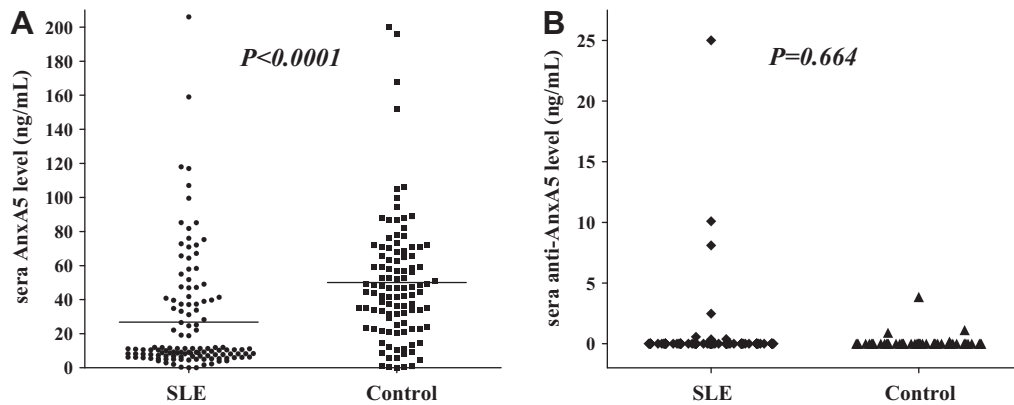 A
sera AnxA5 level (ng/mL)
200
180
160
140
120
100
80
60
40
20
0
P<0.0001
SLE
Control
B
sera anti-AnxA5 level (ng/mL)
25
20
15
10
5
0
P=0.664
SLE
Control